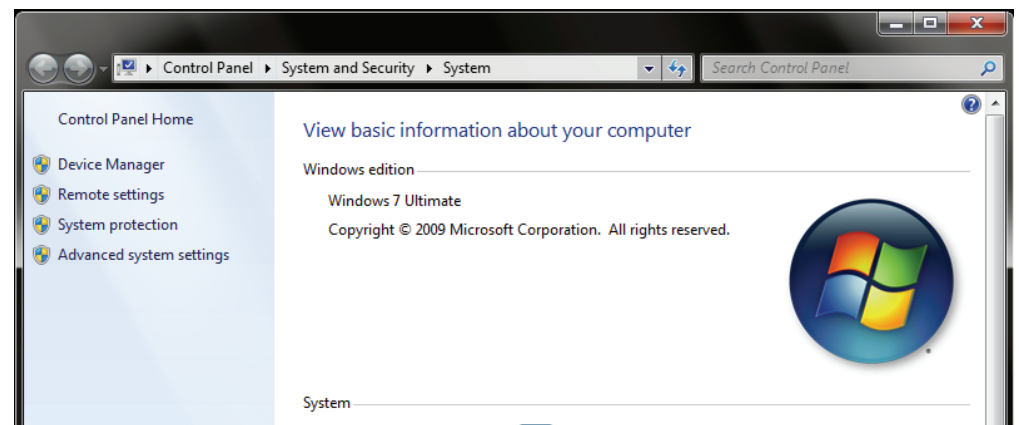 Control Panel ▸ System and Security ▸ System
Search Control Panel
Control Panel Home
Device Manager
Remote settings
System protection
Advanced system settings
View basic information about your computer
Windows edition
Windows 7 Ultimate
Copyright © 2009 Microsoft Corporation. All rights reserved.
System